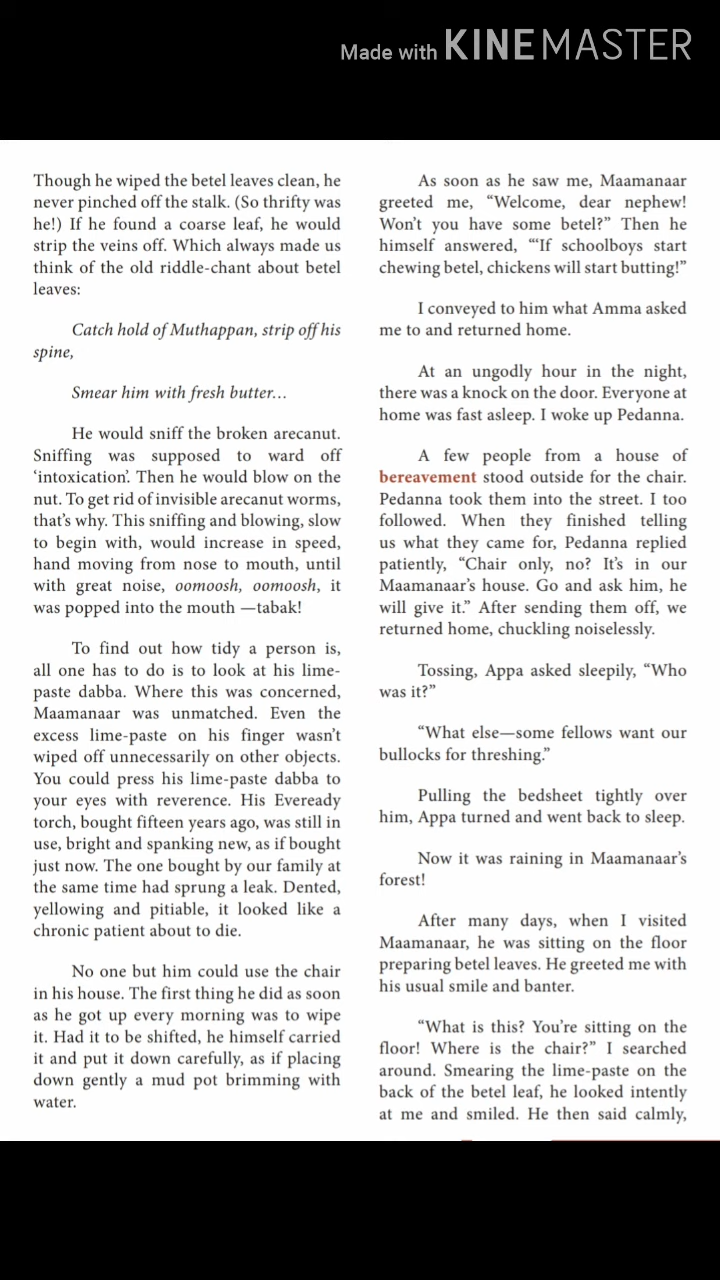 Made with KINEMASTER
Though he wiped the betel leaves clean, he
never pinched off the stalk. (So thrifty was
he!) If he found a coarse leaf, he would
strip the veins off. Which always made us
think of the old riddle-chant about betel
leaves:
Catch hold of Muthappan, strip off his
spine,
Smear him with fresh butter…
He would sniff the broken arecanut.
Sniffing was supposed to ward off
‘intoxication’. Then he would blow on the
nut. To get rid of invisible arecanut worms,
that’s why. This sniffing and blowing, slow
to begin with, would increase in speed,
hand moving from nose to mouth, until
with great noise, oomoosh, oomoosh, it
was popped into the mouth —tabak!
To find out how tidy a person is,
all one has to do is to look at his lime-
paste dabba. Where this was concerned,
Maamanaar was unmatched. Even the
excess lime-paste on his finger wasn’t
wiped off unnecessarily on other objects.
You could press his lime-paste dabba to
your eyes with reverence. His Eveready
torch, bought fifteen years ago, was still in
use, bright and spanking new, as if bought
just now. The one bought by our family at
the same time had sprung a leak. Dented,
yellowing and pitiable, it looked like a
chronic patient about to die.
No one but him could use the chair
in his house. The first thing he did as soon
as he got up every morning was to wipe
it. Had it to be shifted, he himself carried
it and put it down carefully, as if placing
down gently a mud pot brimming with
water.
As soon as he saw me, Maamanaar
greeted me, “Welcome, dear nephew!
Won’t you have some betel?” Then he
himself answered, “‘If schoolboys start
chewing betel, chickens will start butting!”
I conveyed to him what Amma asked
me to and returned home.
At an ungodly hour in the night,
there was a knock on the door. Everyone at
home was fast asleep. I woke up Pedanna.
A few people from a house of
bereavement stood outside for the chair.
Pedanna took them into the street. I too
followed. When they finished telling
us what they came for, Pedanna replied
patiently, “Chair only, no? It’s in our
Maamanaar’s house. Go and ask him, he
will give it.” After sending them off, we
returned home, chuckling noiselessly.
Tossing, Appa asked sleepily, “Who
was it?”
“What else—some fellows want our
bullocks for threshing.”
Pulling the bedsheet tightly over
him, Appa turned and went back to sleep.
Now it was raining in Maamanaar’s
forest!
After many days, when I visited
Maamanaar, he was sitting on the floor
preparing betel leaves. He greeted me with
his usual smile and banter.
“What is this? You’re sitting on the
floor! Where is the chair?” I searched
around. Smearing the lime-paste on the
back of the betel leaf, he looked intently
at me and smiled. He then said calmly,